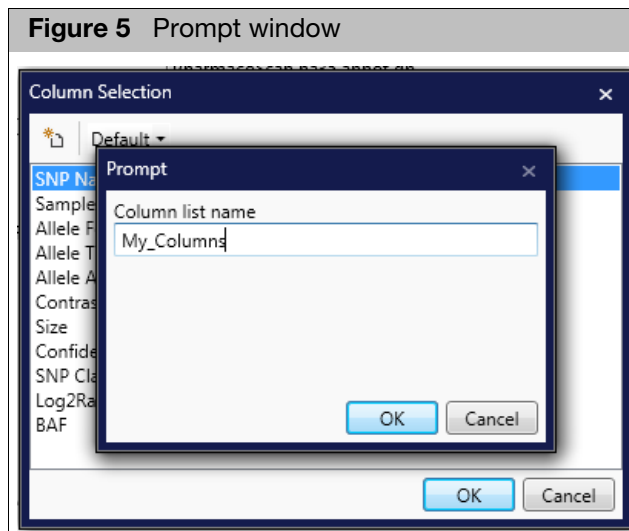 Figure 5 Prompt window
Column Selection
Default
Prompt
SNP Na
Sample
Allele F
Allele T
Allele A
Contras
Size
Confide
SNP Cla
Log2Ra
BAF
Column list name
My_Columns
OK Cancel
OK Cancel